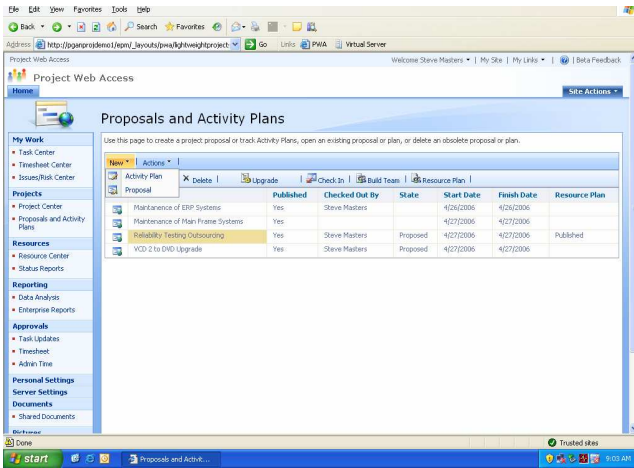 File Edit View Favorites Tools Help
Back Search Favorites
Address http://pganprojdemo1/epm/_layouts/pwa/lightweightproject Go Links PWA Virtual Server
Project Web Access Welcome Steve Masters My Site | My Links | Beta Feedback
Project Web Access
Home Site Actions
Proposals and Activity Plans
Use this page to create a project proposal or track Activity Plans, open an existing proposal or plan, or delete an obsolete proposal or plan.
New Actions
Activity Plan
Proposal
Delete | Upgrade | Check In | Build Team | Resource Plan |
Published Checked Out By State Start Date Finish Date Resource Plan
Maintanence of ERP Systems Yes Steve Masters 4/26/2006 4/26/2006
Maintenance of Main Frame Systems Yes 4/27/2006 4/27/2006
Reliability Testing Outsourcing Yes Steve Masters Proposed 4/27/2006 4/27/2006 Published
VCD 2 to DVD Upgrade Yes Steve Masters Proposed 4/27/2006 4/27/2006
My Work
Task Center
Timesheet Center
Issues/Risk Center
Projects
Project Center
Proposals and Activity
Plans
Resources
Resource Center
Status Reports
Reporting
Data Analysis
Enterprise Reports
Approvals
Task Updates
Timesheet
Admin Time
Personal Settings
Server Settings
Documents
Shared Documents
Pictures
Done Trusted sites
start Proposals and Activit... 9:03 AM